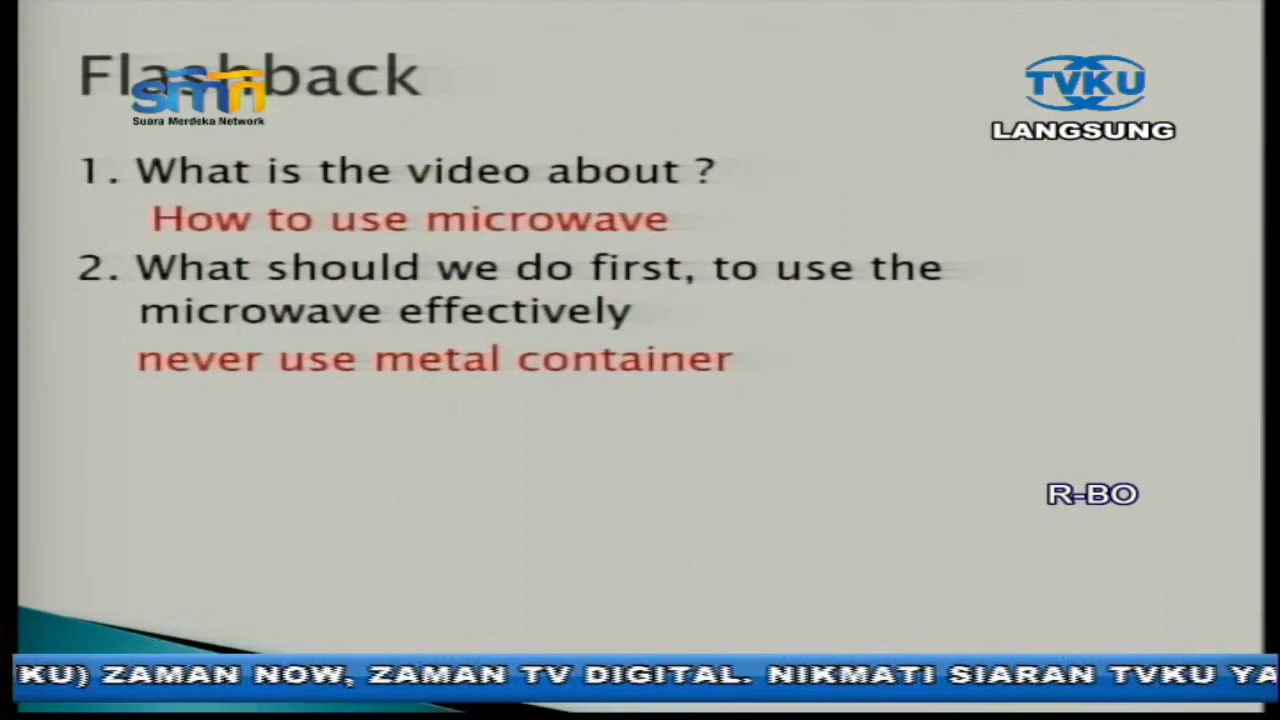 Flashback
smn
Suara Merdeka Network
TVKU
LANGSUNG
1. What is the video about ?
How to use microwave
2. What should we do first, to use the
microwave effectively
never use metal container
R-BO
KU) ZAMAN NOW, ZAMAN TV DIGITAL. NIKMATI SIARAN TVKU YA